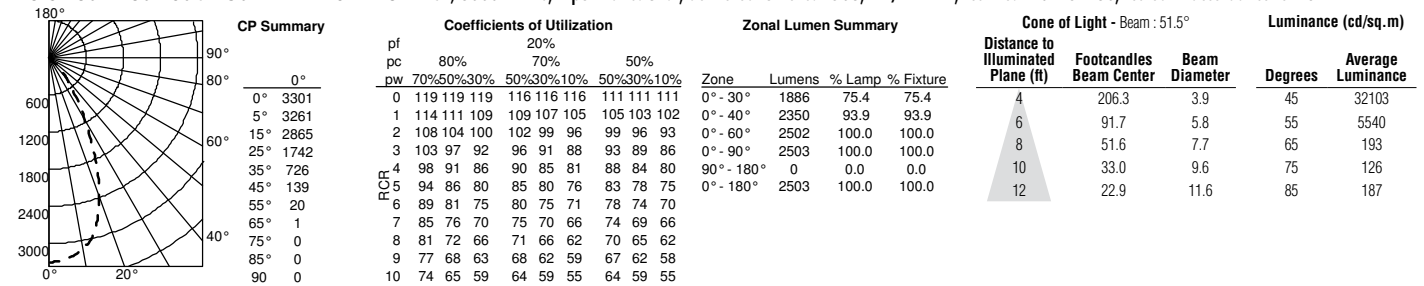 180°
90°
80°
60°
40°
600
1200
1800
2400
3000
0° 20°
CP Summary
0°
0° 3301
5° 3261
15° 2865
25° 1742
35° 726
45° 139
55° 20
65° 1
75° 0
85° 0
90 0
Coefficients of Utilization
pf 20%
pc 80% 70% 50%
pw 70%50%30% 50%30%10% 50%30%10%
RCR
0 119 119 119 116 116 116 111 111 111
1 114 111 109 109 107 105 105 103 102
2 108 104 100 102 99 96 99 96 93
3 103 97 92 96 91 88 93 89 86
4 98 91 86 90 85 81 88 84 80
5 94 86 80 85 80 76 83 78 75
6 89 81 75 80 75 71 78 74 70
7 85 76 70 75 70 66 74 69 66
8 81 72 66 71 66 62 70 65 62
9 77 68 63 68 62 59 67 62 58
10 74 65 59 64 59 55 64 59 55
Zonal Lumen Summary
Zone Lumens % Lamp % Fixture
0° - 30° 1886 75.4 75.4
0° - 40° 2350 93.9 93.9
0° - 60° 2502 100.0 100.0
0° - 90° 2503 100.0 100.0
90° - 180° 0 0.0 0.0
0° - 180° 2503 100.0 100.0
Cone of Light - Beam : 51.5°
Distance to Illuminated Plane (ft) Footcandles Beam Center Beam Diameter
4 206.3 3.9
6 91.7 5.8
8 51.6 7.7
10 33.0 9.6
12 22.9 11.6
Luminance (cd/sq.m)
Degrees Average Luminance
45 32103
55 5540
65 193
75 126
85 187